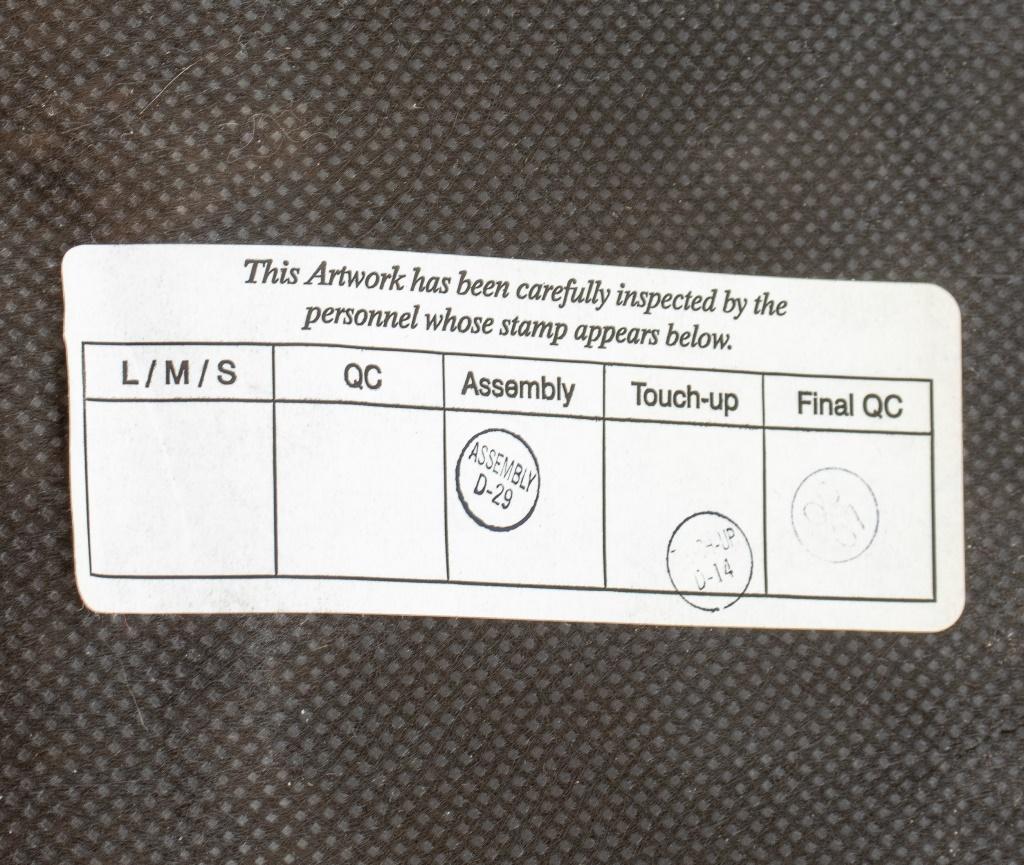 This Artwork has been carefully inspected by the
personnel whose stamp appears below.
L / M / S QC Assembly Touch-up Final QC
ASSEMBLY
D-29
D-14